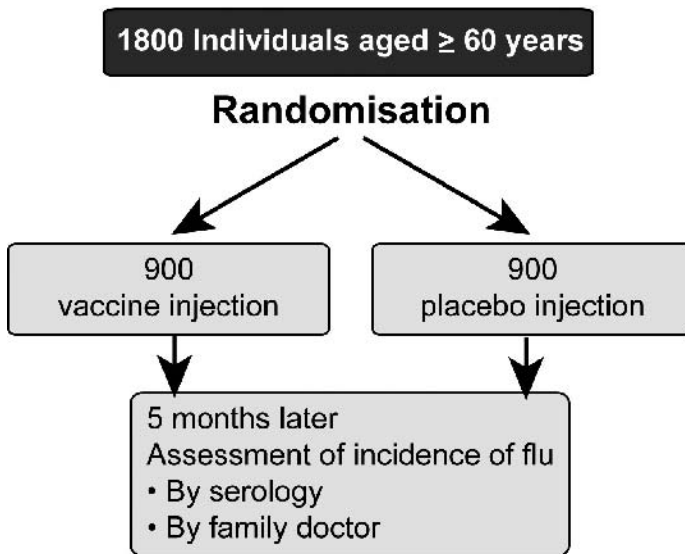 1800 Individuals aged ≥ 60 years
Randomisation
900
vaccine injection
900
placebo injection
5 months later
Assessment of incidence of flu
• By serology
• By family doctor